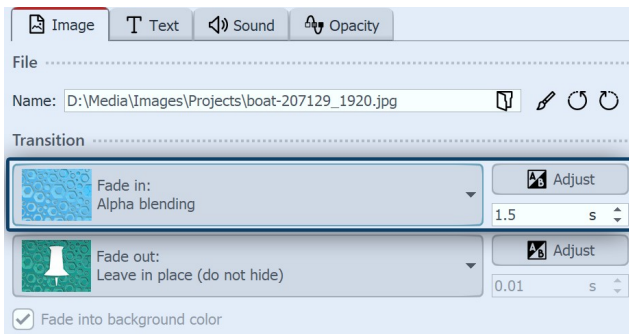 Image Text Sound Opacity
File
Name: D:\Media\Images\Projects\boat-207129_1920.jpg
Transition
Fade in:
Alpha blending
Adjust
1.5 s
Fade out:
Leave in place (do not hide)
Adjust
0.01 s
Fade into background color